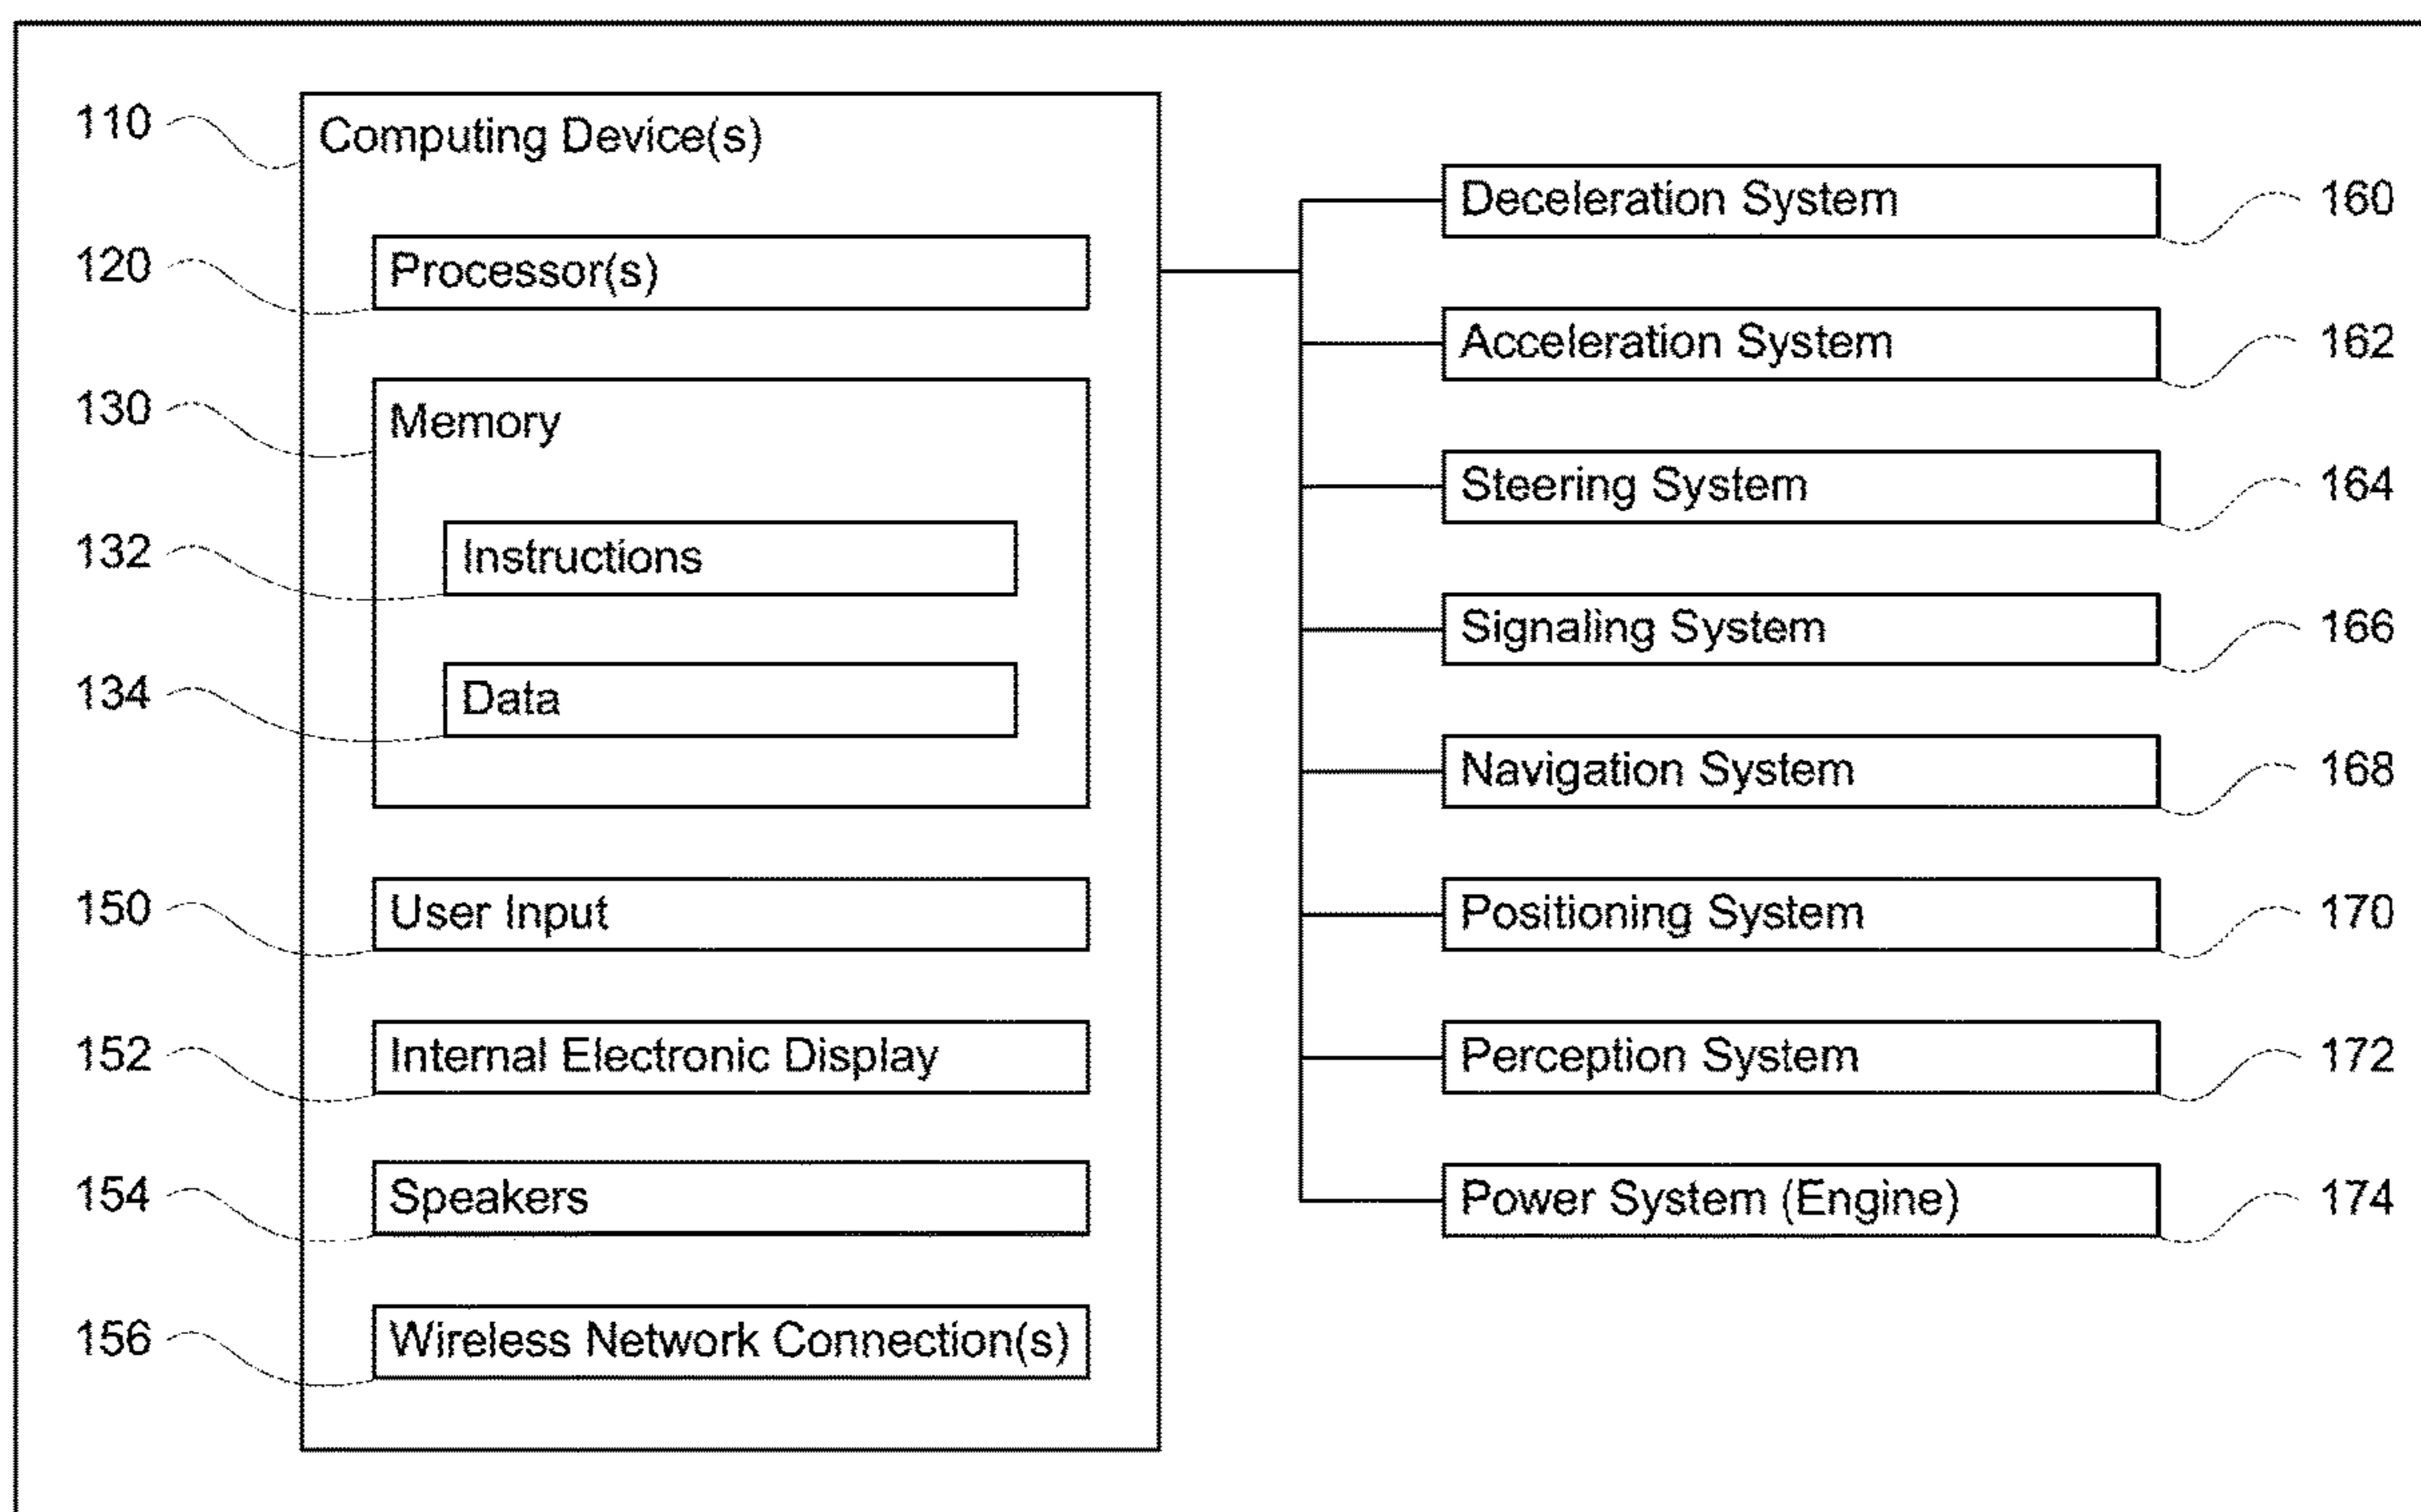 110 Computing Device(s)
120 Processor(s)
130 Memory
132 Instructions
134 Data
150 User Input
152 Internal Electronic Display
154 Speakers
156 Wireless Network Connection(s)
Deceleration System 160
Acceleration System 162
Steering System 164
Signaling System 166
Navigation System 168
Positioning System 170
Perception System 172
Power System (Engine) 174